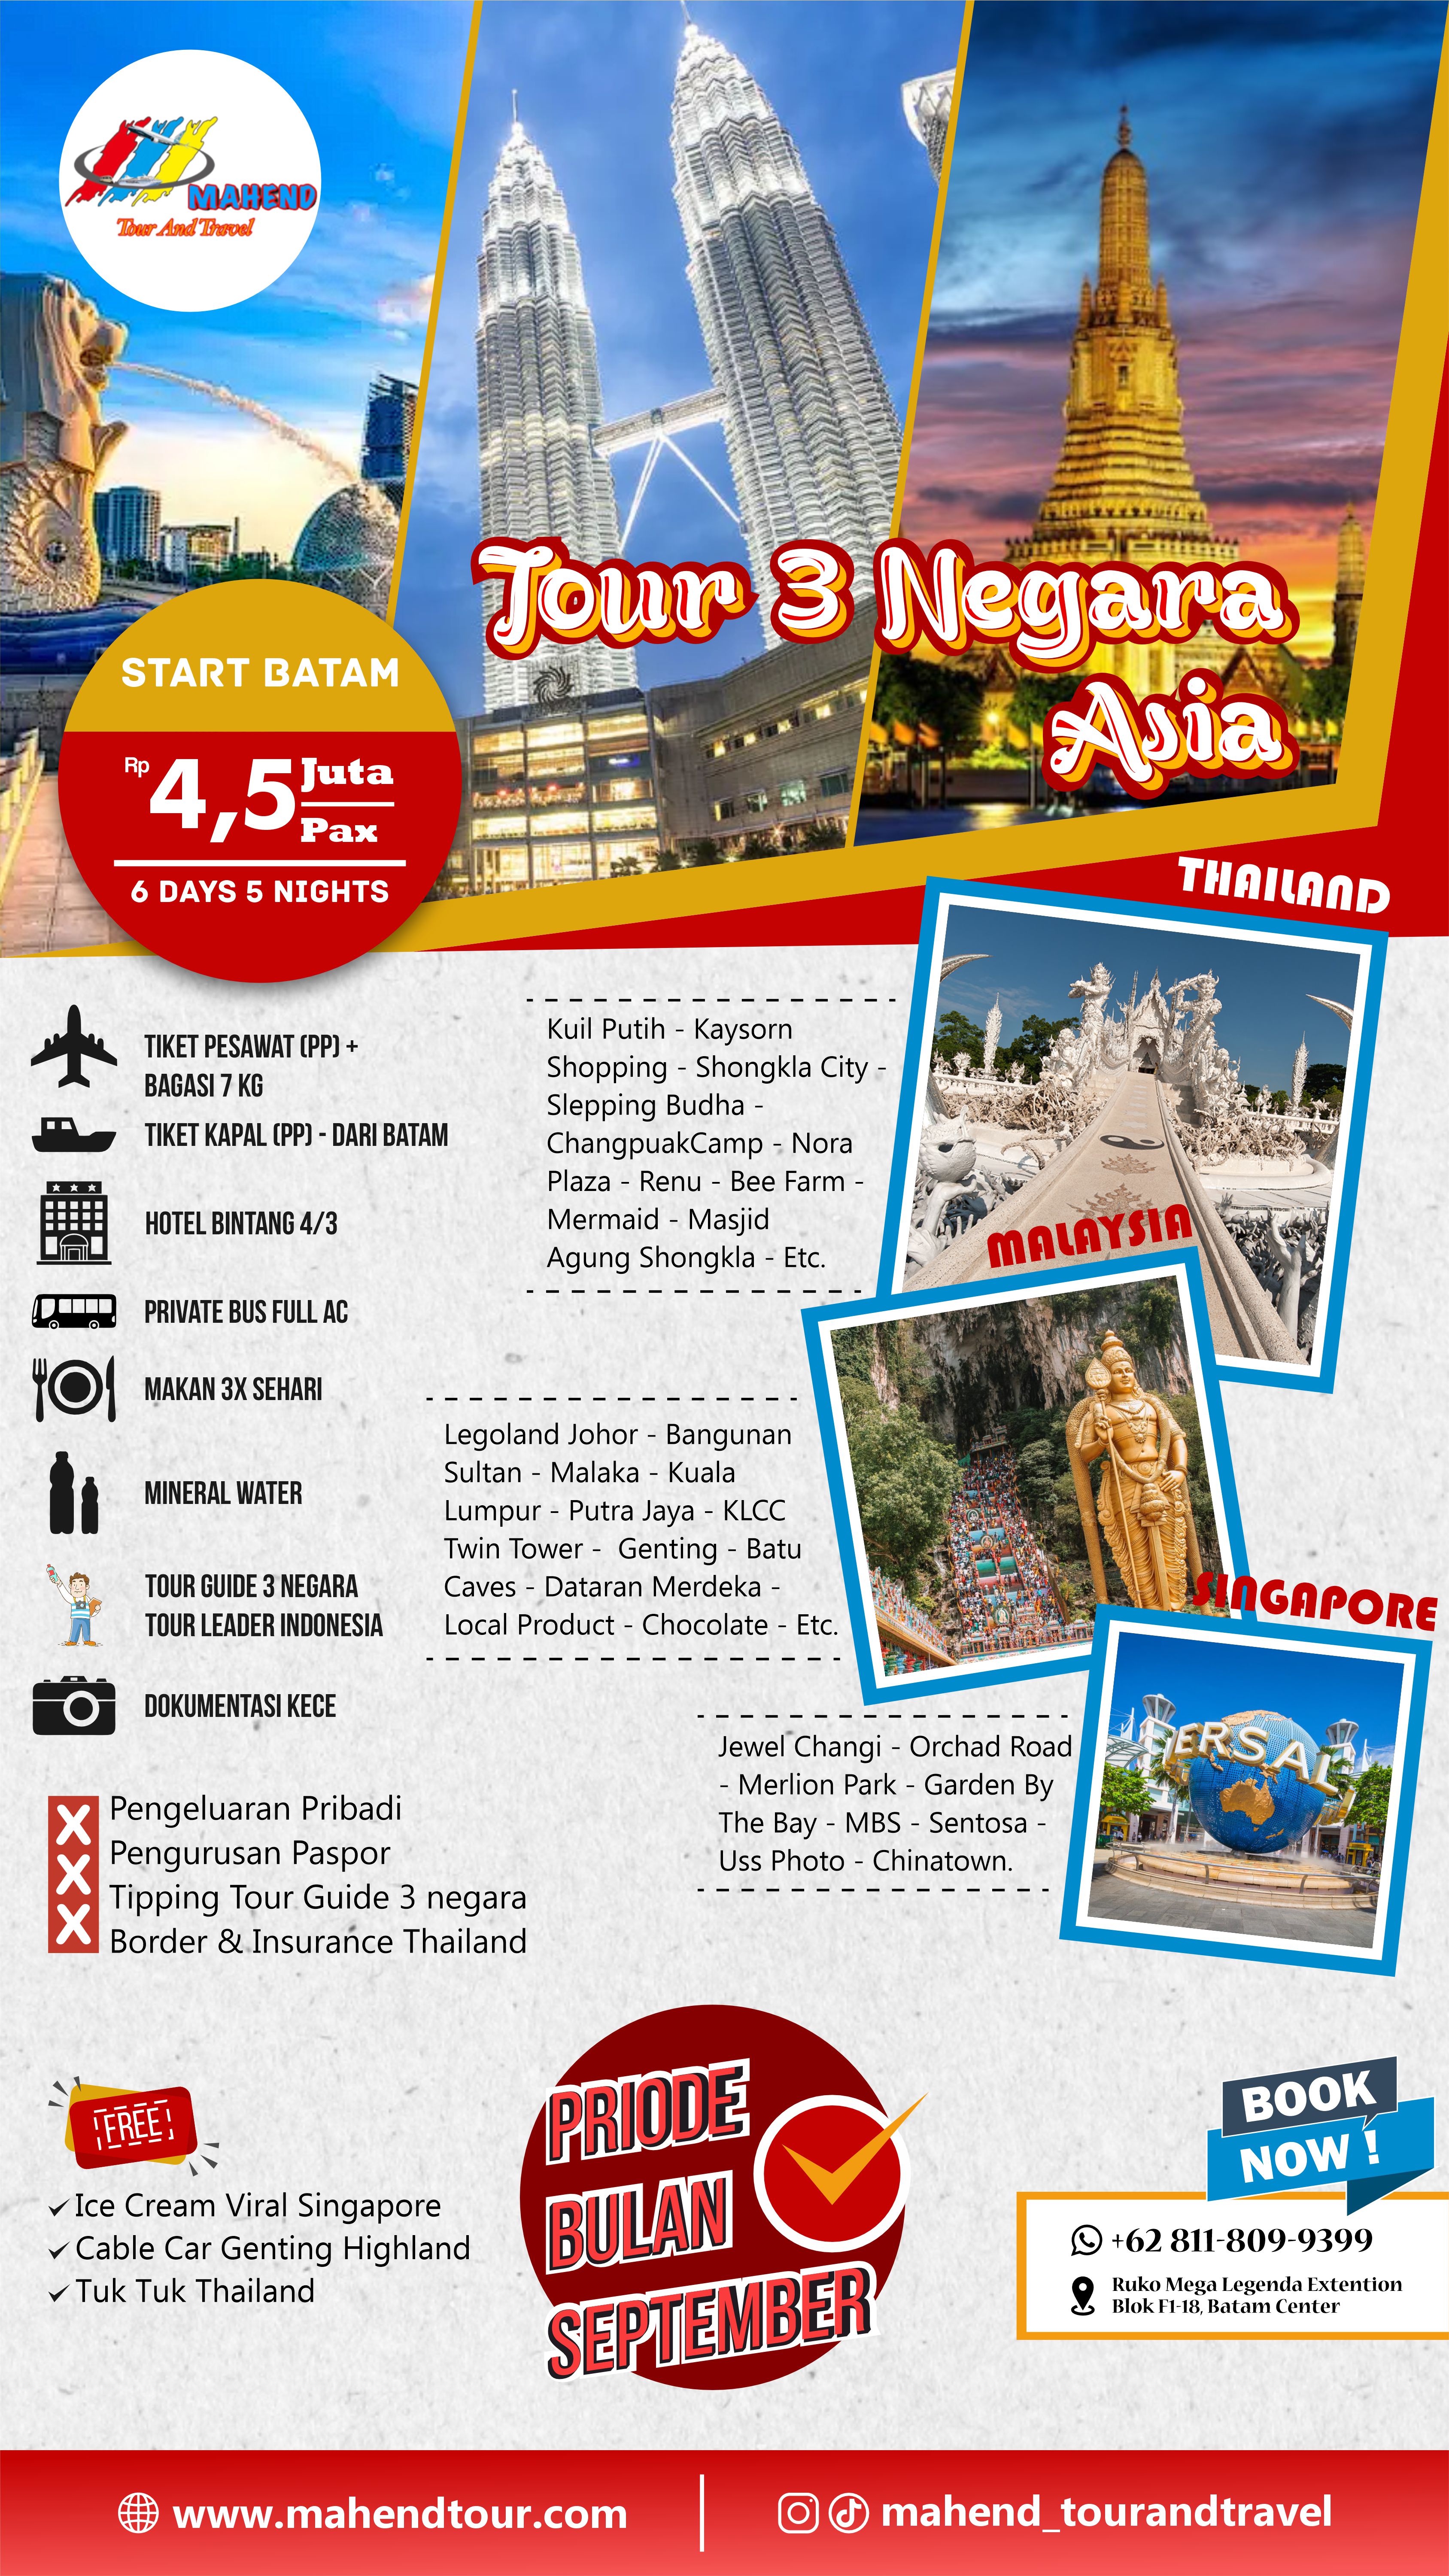 MAHEND
Tour And Travel
Tour 3 Negara
Asia
START BATAM
Rp 4,5 Juta
Pax
6 DAYS 5 NIGHTS
THAILAND
TIKET PESAWAT (PP) +
BAGASI 7 KG
TIKET KAPAL (PP) - DARI BATAM
HOTEL BINTANG 4/3
PRIVATE BUS FULL AC
MAKAN 3X SEHARI
MINERAL WATER
TOUR GUIDE 3 NEGARA
TOUR LEADER INDONESIA
DOKUMENTASI KECE
Kuil Putih - Kaysorn
Shopping - Shongkla City -
Slepping Budha -
ChangpuakCamp - Nora
Plaza - Renu - Bee Farm -
Mermaid - Masjid
Agung Shongkla - Etc.
MALAYSIA
Legoland Johor - Bangunan
Sultan - Malaka - Kuala
Lumpur - Putra Jaya - KLCC
Twin Tower - Genting - Batu
Caves - Dataran Merdeka -
Local Product - Chocolate - Etc.
SINGAPORE
ERSAL
Jewel Changi - Orchad Road
- Merlion Park - Garden By
The Bay - MBS - Sentosa -
Uss Photo - Chinatown.
X Pengeluaran Pribadi
X Pengurusan Paspor
X Tipping Tour Guide 3 negara
Border & Insurance Thailand
FREE
Ice Cream Viral Singapore
Cable Car Genting Highland
Tuk Tuk Thailand
PRIODE
BULAN
SEPTEMBER
BOOK
NOW !
+62 811-809-9399
Ruko Mega Legenda Extention
Blok F1-18, Batam Center
www.mahendtour.com
mahend_tourandtravel